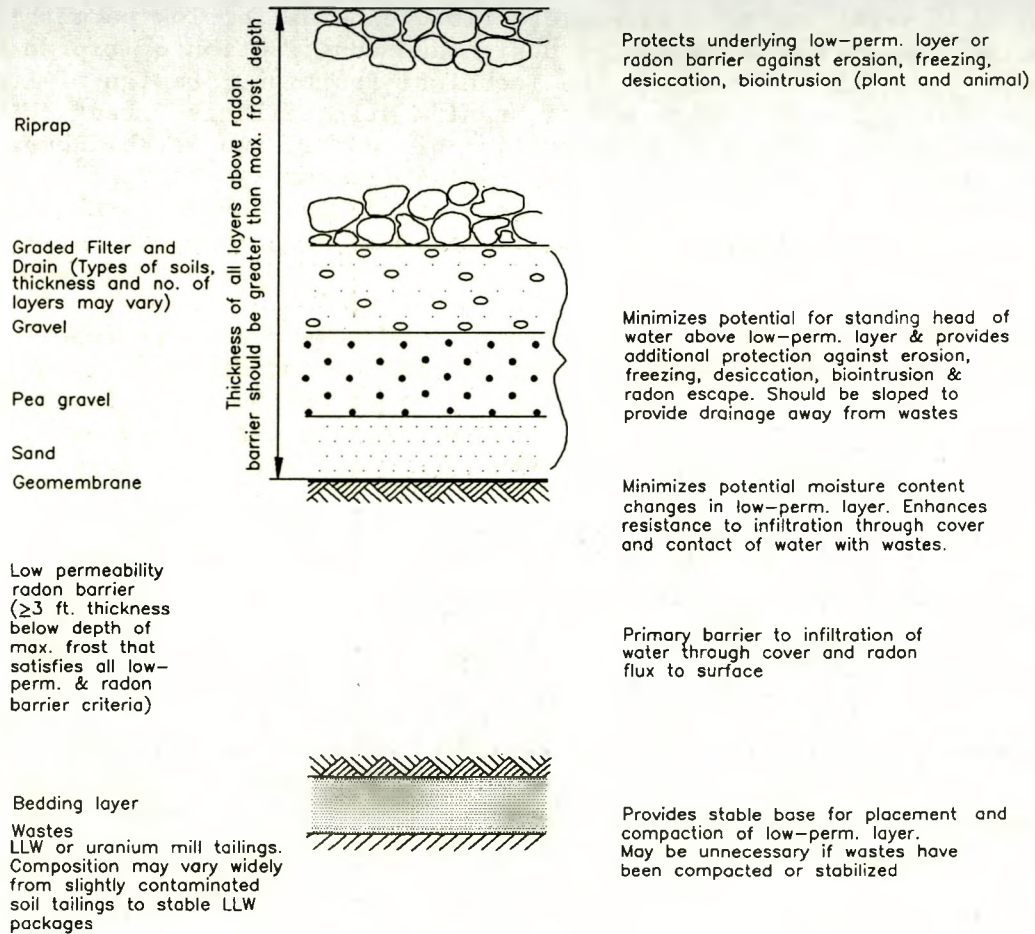 Riprap
Graded Filter and
Drain (Types of soils,
thickness and no. of
layers may vary)
Gravel
Pea gravel
Sand
Geomembrane
Low permeability
radon barrier
(≥3 ft. thickness
below depth of
max. frost that
satisfies all low-
perm. & radon
barrier criteria)
Bedding layer
Wastes
LLW or uranium mill tailings.
Composition may vary widely
from slightly contaminated
soil tailings to stable LLW
packages
Thickness of all layers above radon
barrier should be greater than max. frost depth
Protects underlying low-perm. layer or
radon barrier against erosion, freezing,
desiccation, biointrusion (plant and animal)
Minimizes potential for standing head of
water above low-perm. layer & provides
additional protection against erosion,
freezing, desiccation, biointrusion &
radon escape. Should be sloped to
provide drainage away from wastes
Minimizes potential moisture content
changes in low-perm. layer. Enhances
resistance to infiltration through cover
and contact of water with wastes.
Primary barrier to infiltration of
water through cover and radon
flux to surface
Provides stable base for placement and
compaction of low-perm. layer.
May be unnecessary if wastes have
been compacted or stabilized